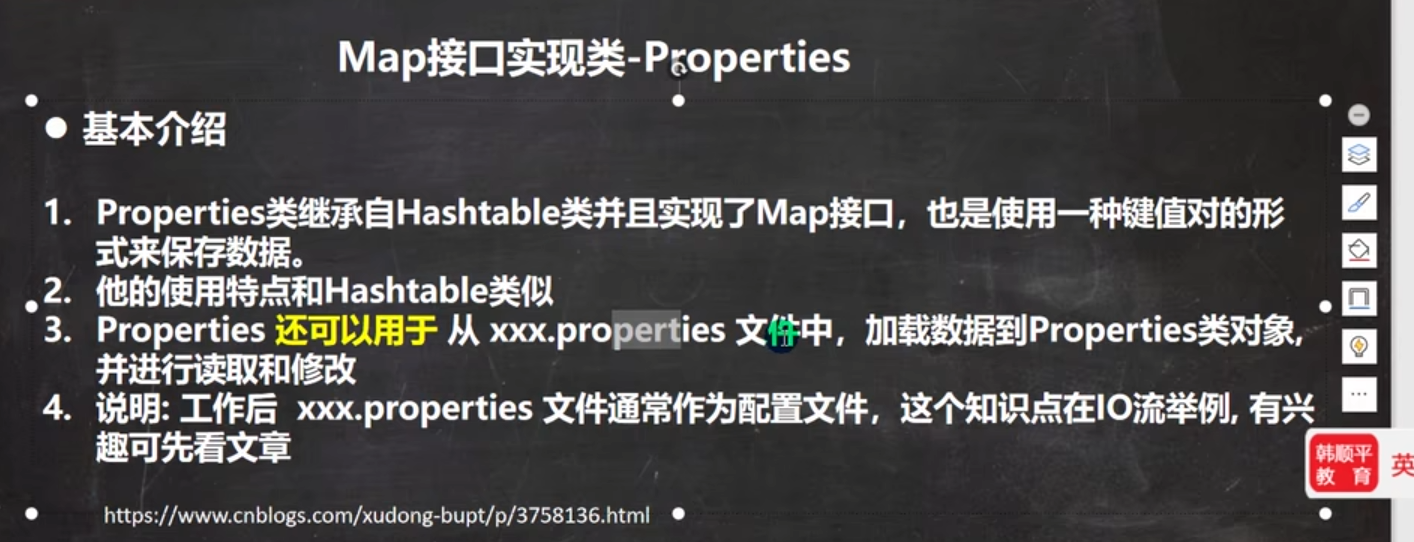 Map接口实现类-Properties
● 基本介绍
1. Properties类继承自Hashtable类并且实现了Map接口，也是使用一种键值对的形
式来保存数据。
2. 他的使用特点和Hashtable类似
3. Properties 还可以用于 从 xxx.properties 文件中，加载数据到Properties类对象,
并进行读取和修改
4. 说明: 工作后 xxx.properties 文件通常作为配置文件，这个知识点在IO流举例, 有兴
趣可先看文章
韩顺平
教 育
英
https://www.cnblogs.com/xudong-bupt/p/3758136.html